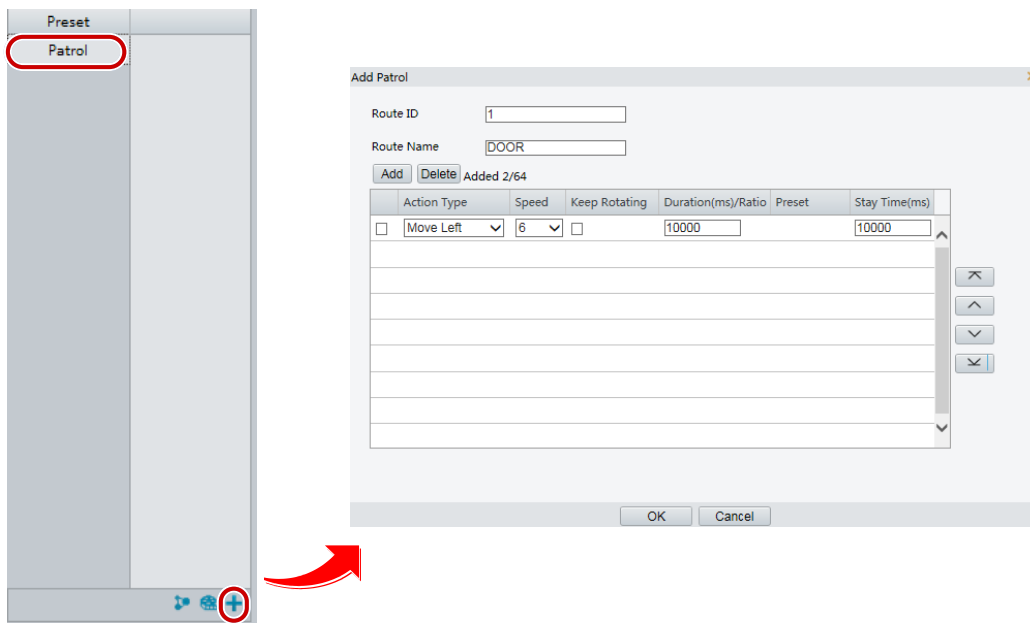 Preset
Patrol
Add Patrol
Route ID 1
Route Name DOOR
Add Delete Added 2/64
Action Type Speed Keep Rotating Duration(ms)/Ratio Preset Stay Time(ms)
Move Left 6 10000 10000
OK Cancel